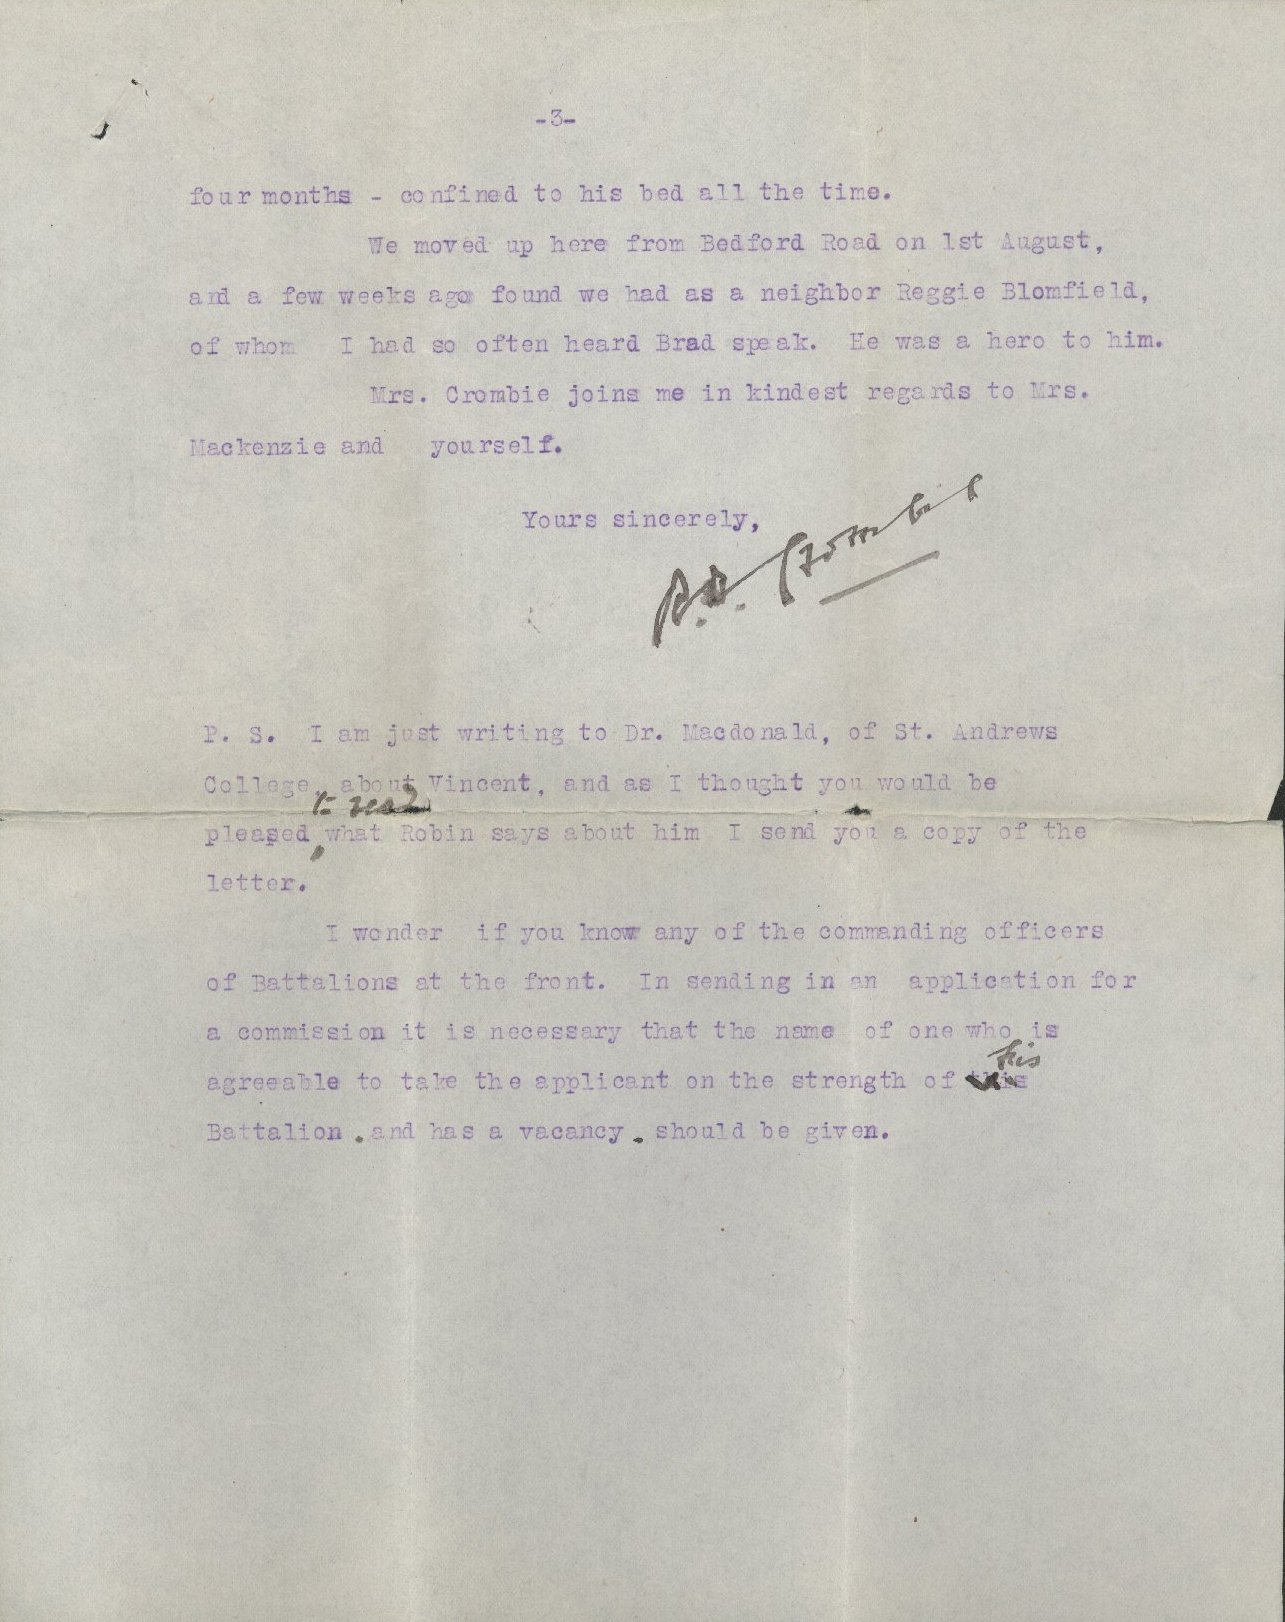 -3-
four months - confined to his bed all the time.
We moved up here from Bedford Road on 1st August,
and a few weeks ago found we had as a neighbor Reggie Blomfield,
of whom I had so often heard Brad speak. He was a hero to him.
Mrs. Crombie joins me in kindest regards to Mrs.
Mackenzie and yourself.
Yours sincerely,
Crombie
P. S. I am just writing to Dr. Macdonald, of St. Andrews
College, about Vincent, and as I thought you would be
to read
pleased what Robin says about him I send you a copy of the
letter.
I wonder if you know any of the commanding officers
of Battalions at the front. In sending in an application for
a commission it is necessary that the name of one who is
his
agreeable to take the applicant on the strength of this
Battalion, and has a vacancy, should be given.